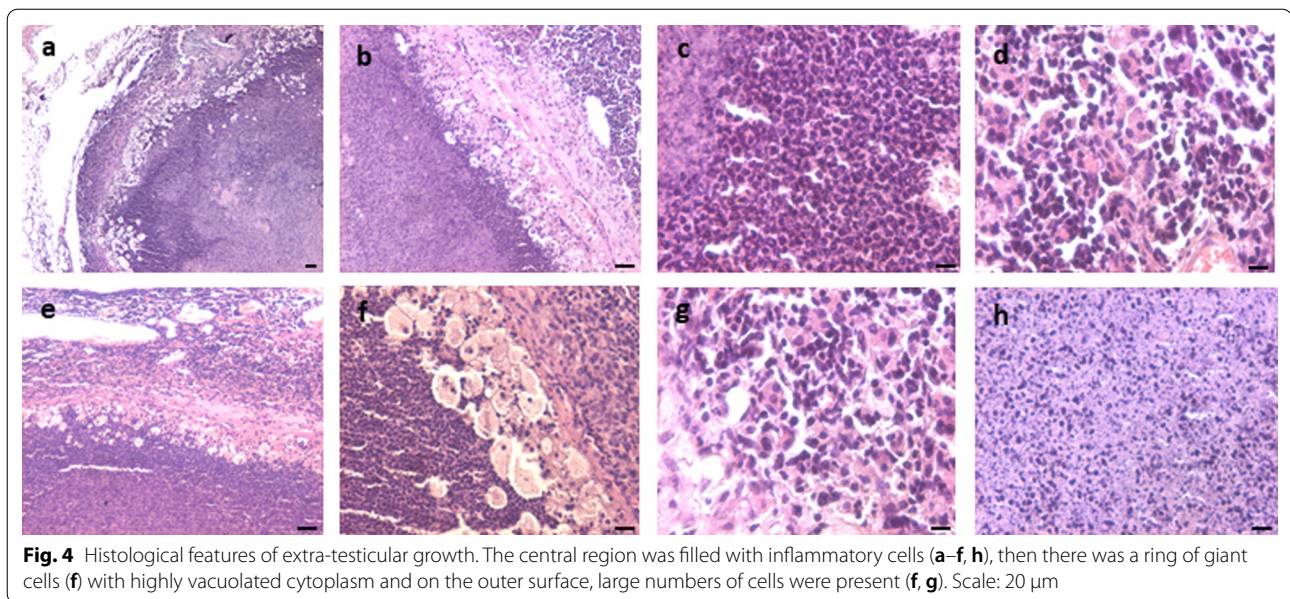 a
b
c
d
e
f
g
h
Fig. 4 Histological features of extra-testicular growth. The central region was filled with inflammatory cells (a–f, h), then there was a ring of giant
cells (f) with highly vacuolated cytoplasm and on the outer surface, large numbers of cells were present (f, g). Scale: 20 µm